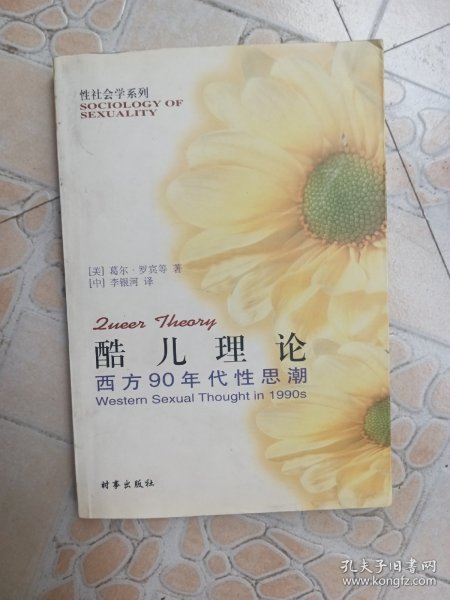 性社会学系列
SOCIOLOGY OF
SEXUALITY
[美] 葛尔·罗宾等 著
[中] 李银河 译
Queer Theory
酷儿理论
西方90年代性思潮
Western Sexual Thought in 1990s
时事出版社
孔夫子旧书网
www.kongfz.com